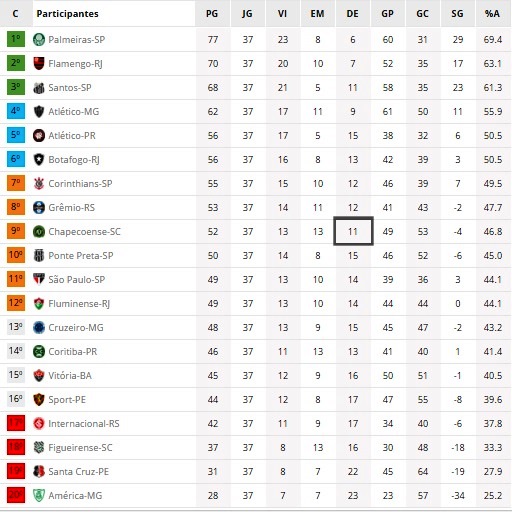 C Participantes PG JG VI EM DE GP GC SG %A
1º Palmeiras-SP 77 37 23 8 6 60 31 29 69.4
2º Flamengo-RJ 70 37 20 10 7 52 35 17 63.1
3º Santos-SP 68 37 21 5 11 58 35 23 61.3
4º Atlético-MG 62 37 17 11 9 61 50 11 55.9
5º Atlético-PR 56 37 17 5 15 38 32 6 50.5
6º Botafogo-RJ 56 37 16 8 13 42 39 3 50.5
7º Corinthians-SP 55 37 15 10 12 46 39 7 49.5
8º Grêmio-RS 53 37 14 11 12 41 43 -2 47.7
9º Chapecoense-SC 52 37 13 13 11 49 53 -4 46.8
10º Ponte Preta-SP 50 37 14 8 15 46 52 -6 45.0
11º São Paulo-SP 49 37 13 10 14 39 36 3 44.1
12º Fluminense-RJ 49 37 13 10 14 44 44 0 44.1
13º Cruzeiro-MG 48 37 13 9 15 45 47 -2 43.2
14º Coritiba-PR 46 37 11 13 13 41 40 1 41.4
15º Vitória-BA 45 37 12 9 16 50 51 -1 40.5
16º Sport-PE 44 37 12 8 17 47 55 -8 39.6
17º Internacional-RS 42 37 11 9 17 34 40 -6 37.8
18º Figueirense-SC 37 37 8 13 16 30 48 -18 33.3
19º Santa Cruz-PE 31 37 8 7 22 45 64 -19 27.9
20º América-MG 28 37 7 7 23 23 57 -34 25.2